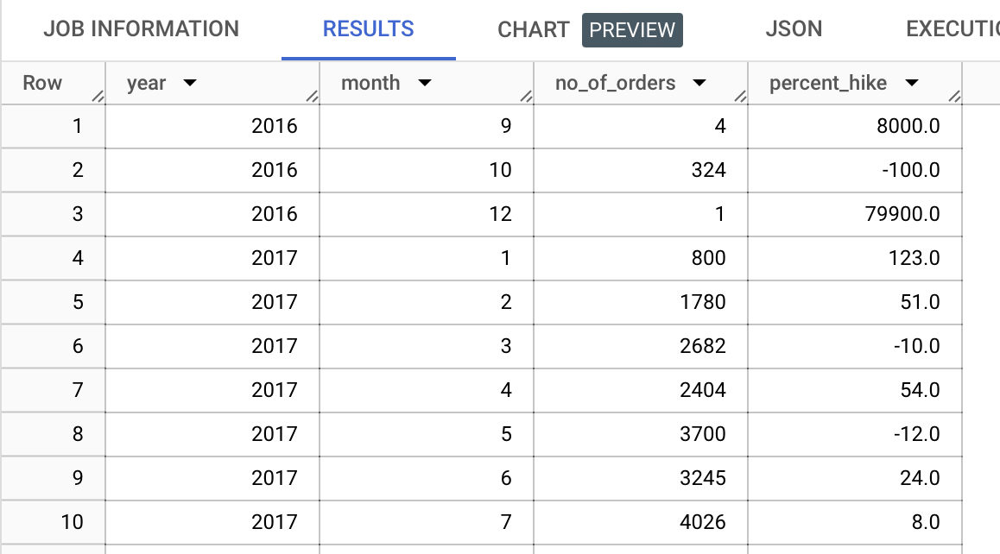 JOB INFORMATION RESULTS CHART PREVIEW JSON EXECUTIO
Row year month no_of_orders percent_hike
1 2016 9 4 8000.0
2 2016 10 324 -100.0
3 2016 12 1 79900.0
4 2017 1 800 123.0
5 2017 2 1780 51.0
6 2017 3 2682 -10.0
7 2017 4 2404 54.0
8 2017 5 3700 -12.0
9 2017 6 3245 24.0
10 2017 7 4026 8.0